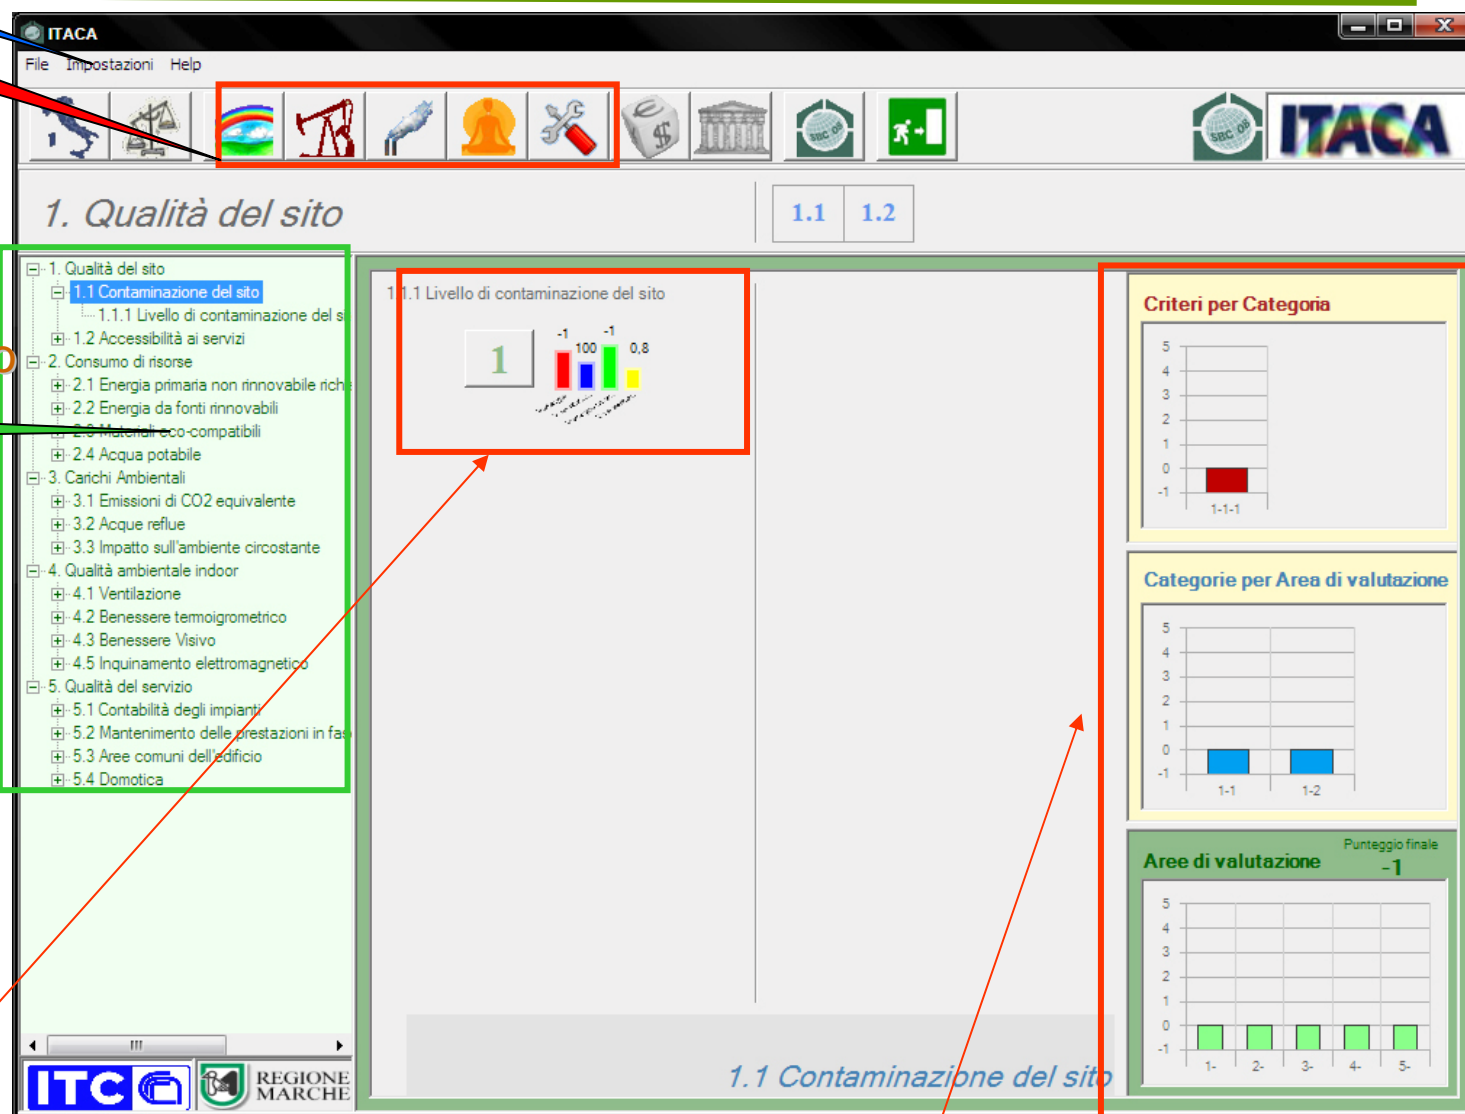 ITACA
File Impostazioni Help
SBC 08
SBC 08
ITACA
1. Qualità del sito
1.1 1.2
1. Qualità del sito
1.1 Contaminazione del sito
1.1.1 Livello di contaminazione del s
1.2 Accessibilità ai servizi
2. Consumo di risorse
2.1 Energia primaria non rinnovabile riche
2.2 Energia da fonti rinnovabili
2.3 Materiali eco-compatibili
2.4 Acqua potabile
3. Carichi Ambientali
3.1 Emissioni di CO2 equivalente
3.2 Acque reflue
3.3 Impatto sull'ambiente circostante
4. Qualità ambientale indoor
4.1 Ventilazione
4.2 Benessere termoigrometrico
4.3 Benessere Visivo
4.5 Inquinamento elettromagnetico
5. Qualità del servizio
5.1 Contabilità degli impianti
5.2 Mantenimento delle prestazioni in fas
5.3 Aree comuni dell'edificio
5.4 Domotica
ITC
REGIONE
MARCHE
1.1.1 Livello di contaminazione del sito
1
-1 100 -1 0,8
1.1 Contaminazione del sito
Criteri per Categoria
5
4
3
2
1
0
-1
1-1-1
Categorie per Area di valutazione
5
4
3
2
1
0
-1
1-1 1-2
Punteggio finale
Aree di valutazione -1
5
4
3
2
1
0
-1
1- 2- 3- 4- 5-